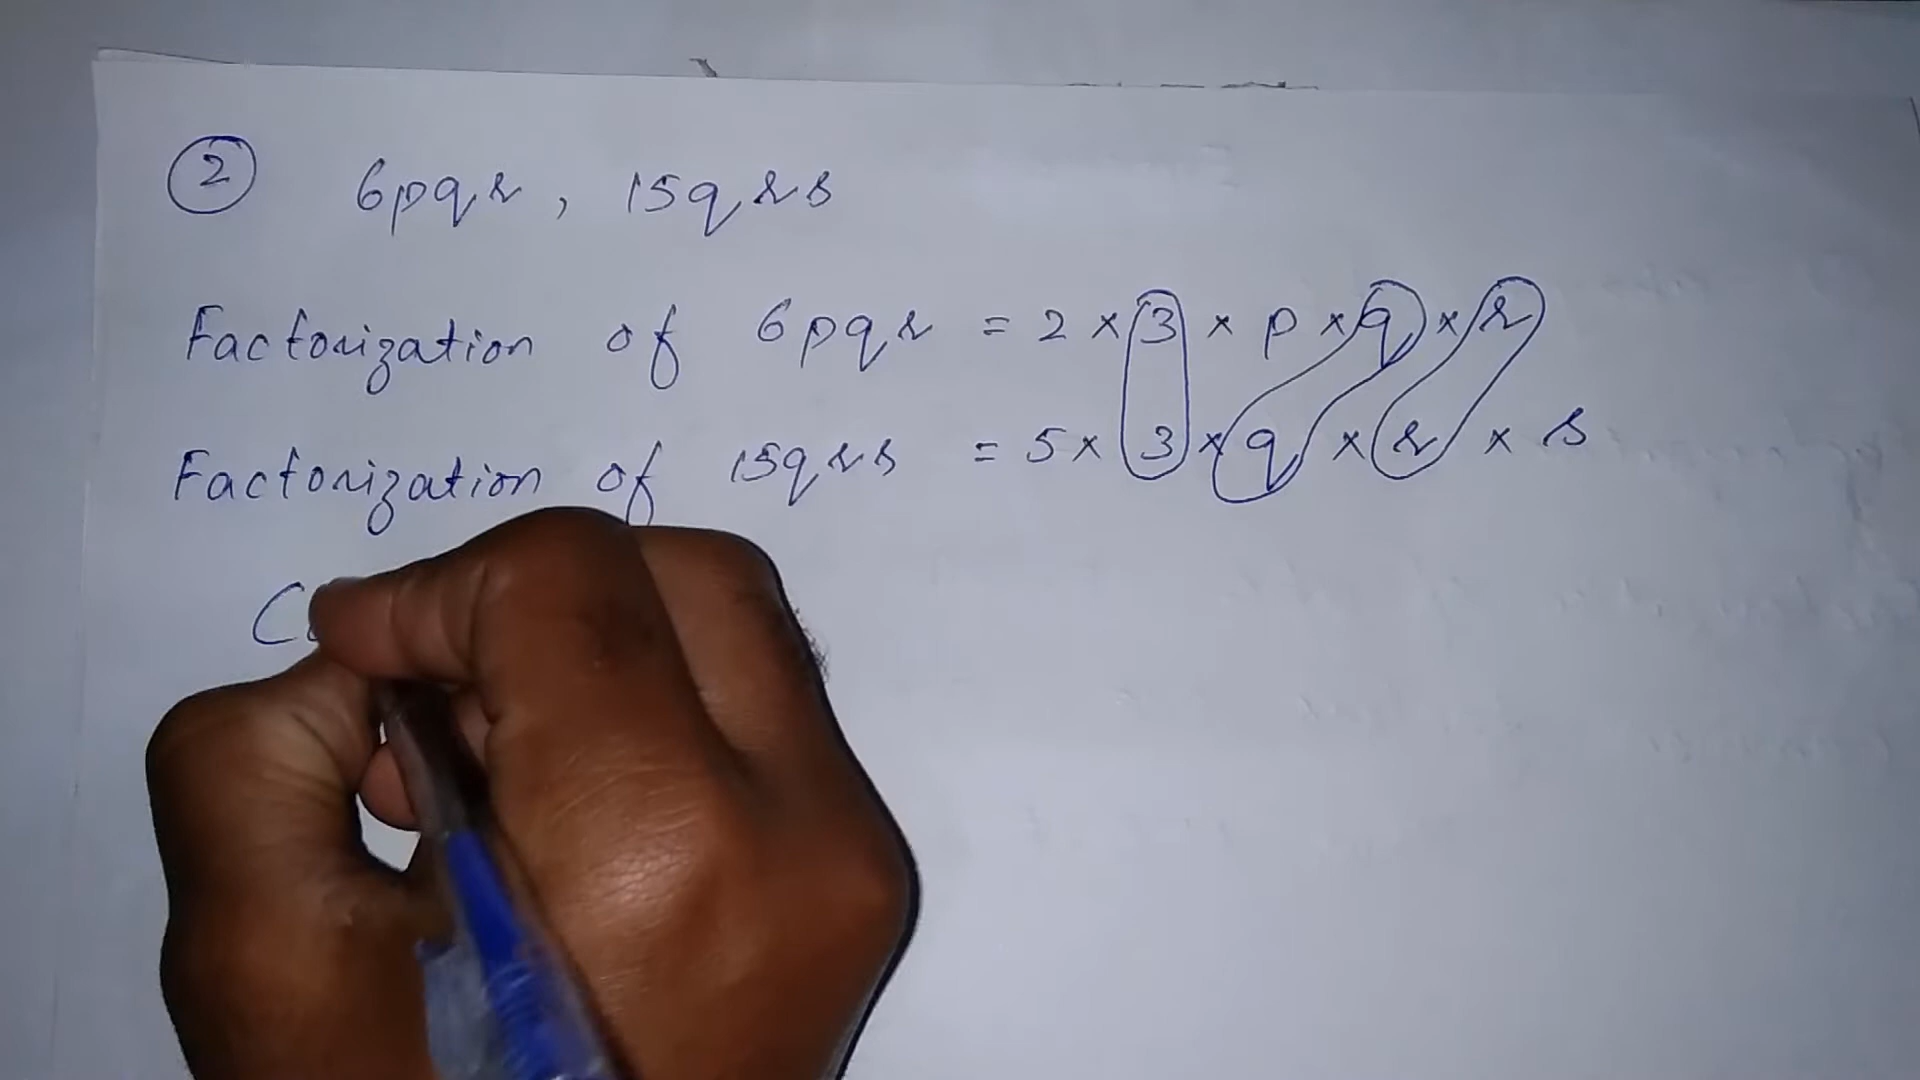 ② 6pqr, 15qrs
Factorization of 6pqr = 2 × 3 × p × q × r
Factorization of 15qrs = 5 × 3 × q × r × s